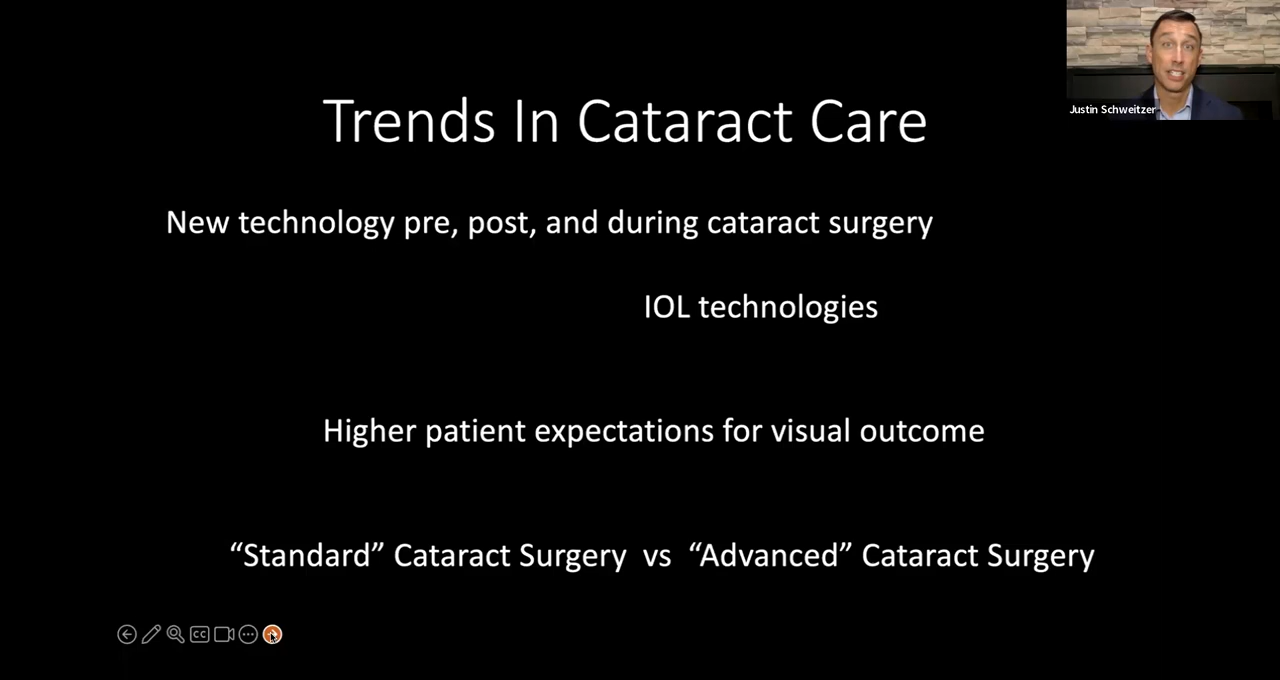 Trends In Cataract Care
Justin Schweitzer
New technology pre, post, and during cataract surgery
IOL technologies
Higher patient expectations for visual outcome
“Standard” Cataract Surgery vs “Advanced” Cataract Surgery
CC